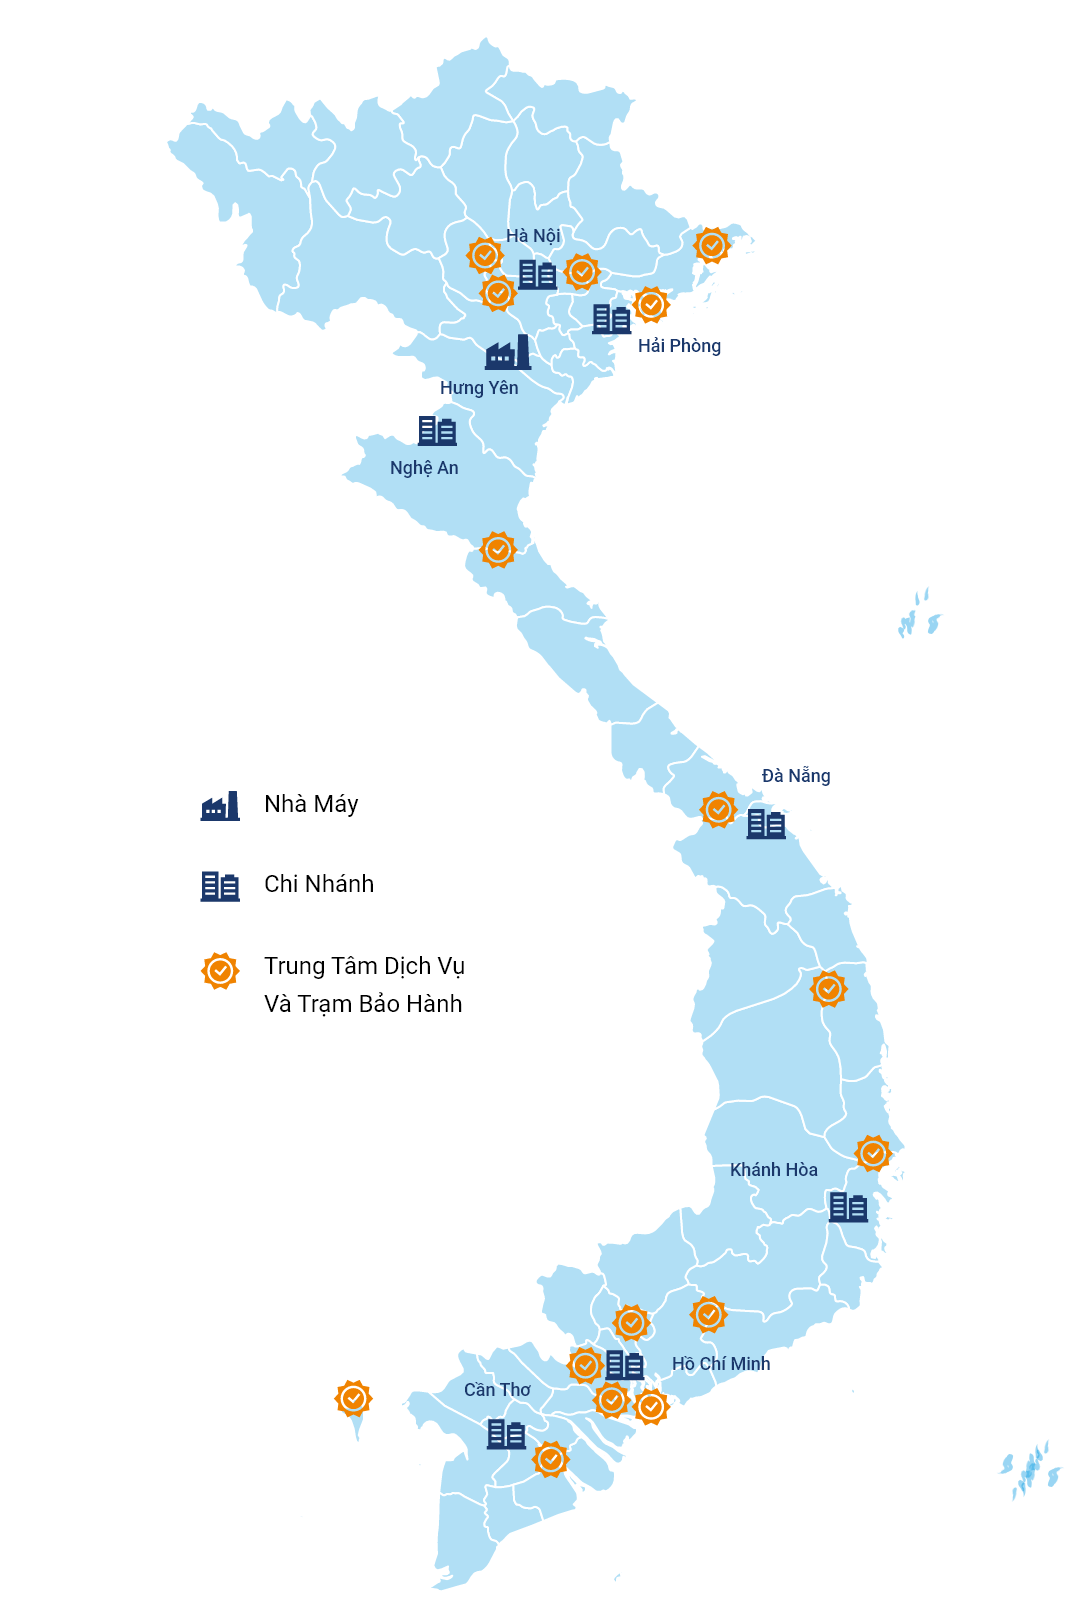 Hà Nội
Hải Phòng
Hưng Yên
Nghệ An
Đà Nẵng
Nhà Máy
Chi Nhánh
Trung Tâm Dịch Vụ
Và Trạm Bảo Hành
Khánh Hòa
Hồ Chí Minh
Cần Thơ